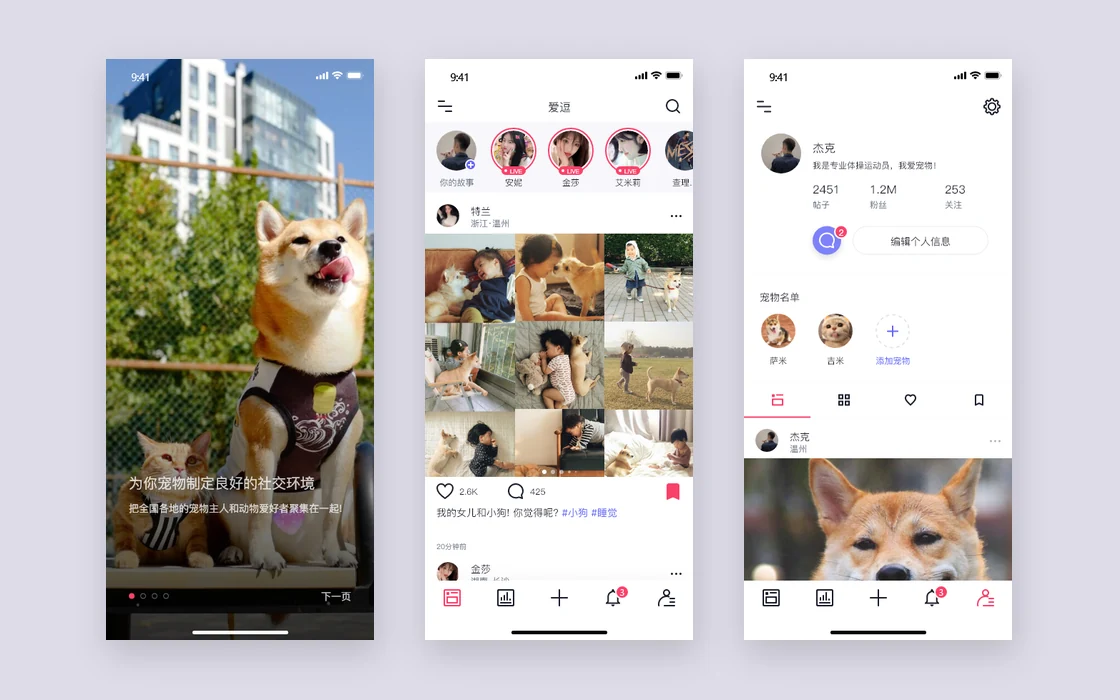 9:41
为你宠物制定良好的社交环境
把全国各地的宠物主人和动物爱好者聚集在一起!
下一页
9:41
爱逗
LIVE
LIVE
LIVE
你的故事
安妮
金莎
艾米莉
查理.
特兰
浙江·温州
2.6K
425
我的女儿和小狗! 你觉得呢? #小狗 #睡觉
20分钟前
金莎
3
9:41
杰克
我是专业体操运动员，我爱宠物!
2451
1.2M
253
帖子
粉丝
关注
2
编辑个人信息
宠物名单
萨米
吉米
添加宠物
杰克
温州
3